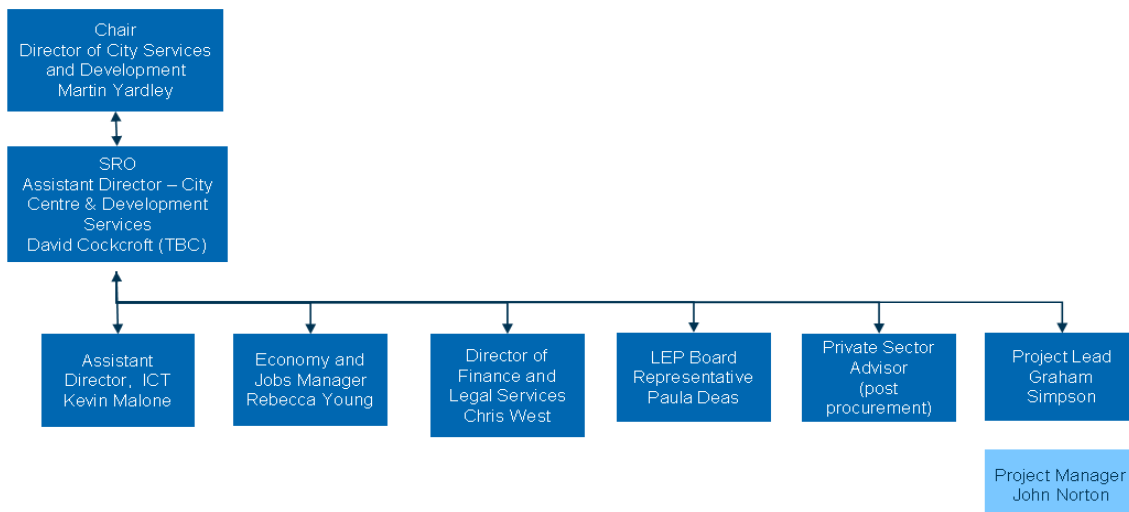 Chair
Director of City Services
and Development
Martin Yardley
SRO
Assistant Director – City
Centre & Development
Services
David Cockcroft (TBC)
Assistant
Director,  ICT
Kevin Malone
Economy and
Jobs Manager
Rebecca Young
Director of
Finance and
Legal Services
Chris West
LEP Board
Representative
Paula Deas
Private Sector
Advisor
(post
procurement)
Project Lead
Graham
Simpson
Project Manager
John Norton